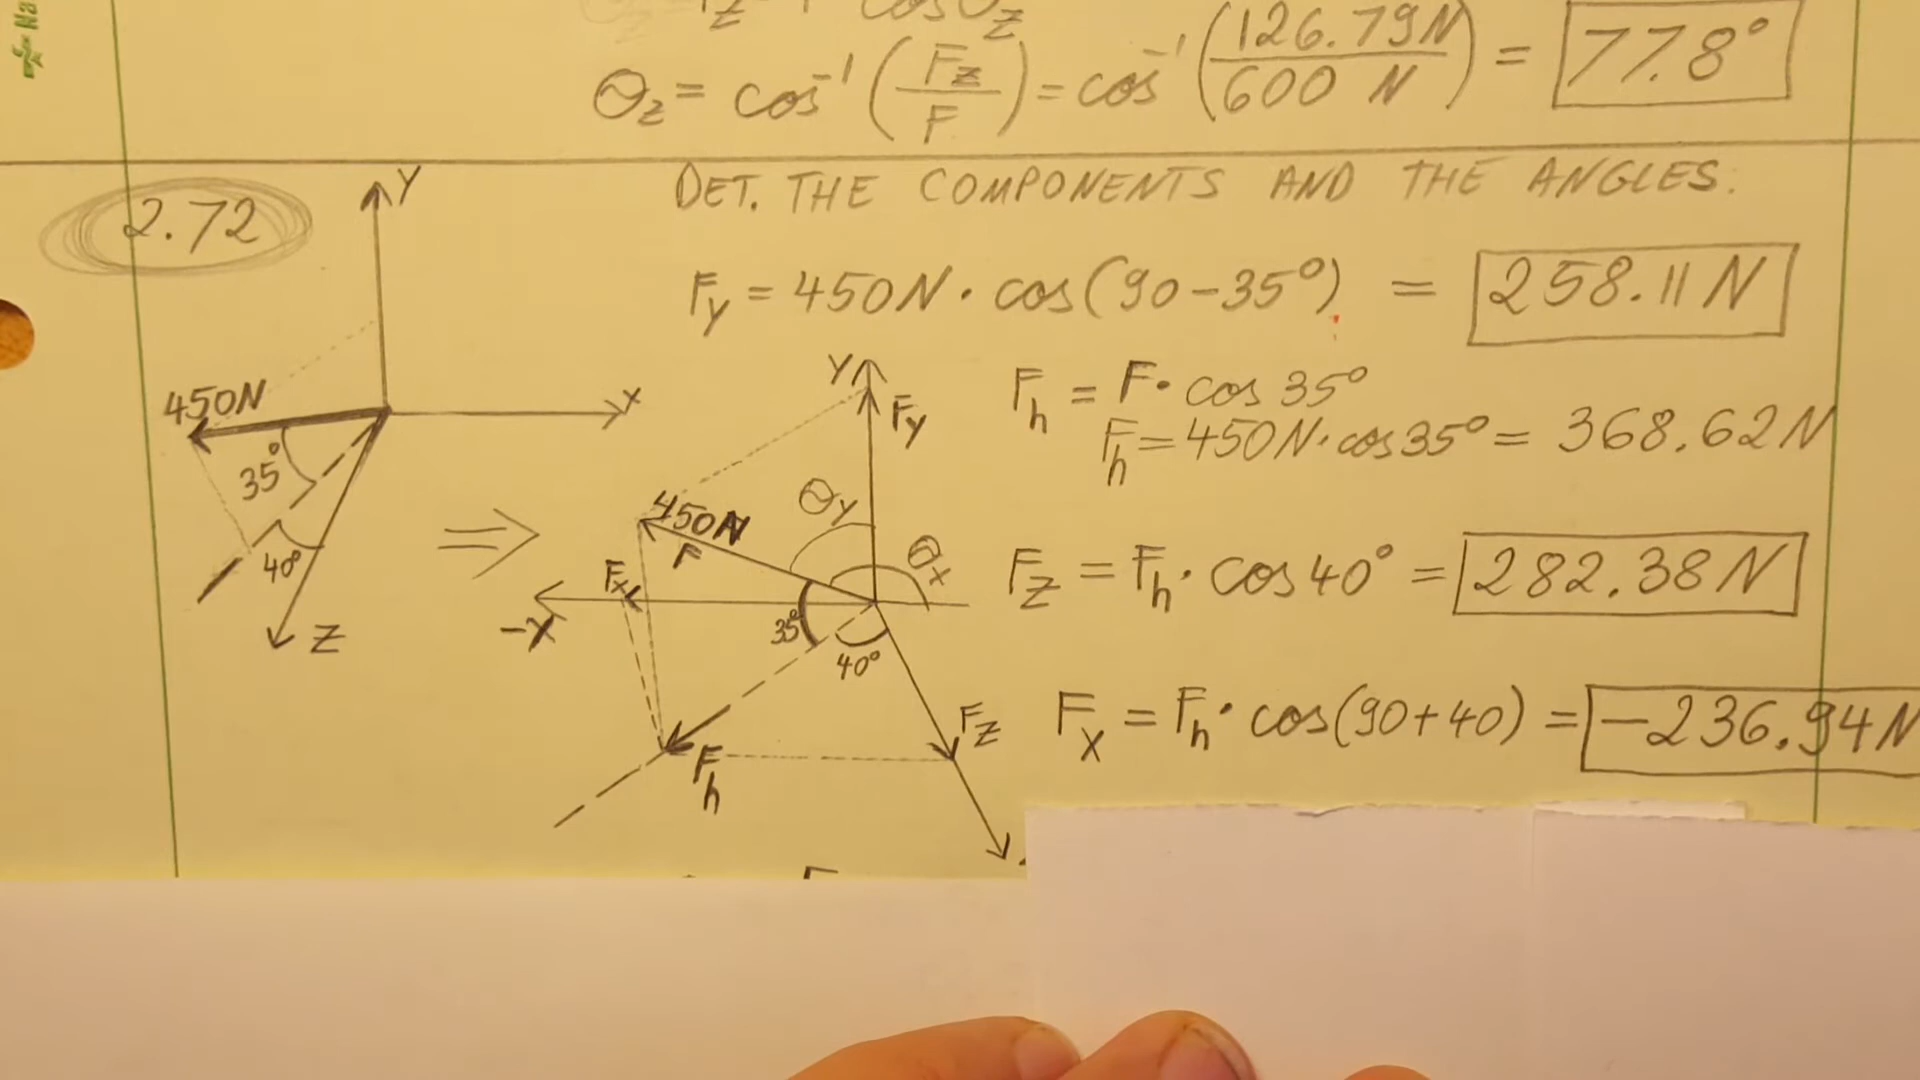 θz = cos⁻¹ (Fz/F) = cos⁻¹ (126.79N/600 N) = 77.8°
2.72
DET. THE COMPONENTS AND THE ANGLES.
Y
Fy = 450N · cos(90-35°) = 258.11 N
X
450N
35°
40°
Z
Y
Fy
θy
θx
450N
F
Fx
-X
35°
40°
Fz
Fh
Fh = F · cos 35°
Fh = 450N · cos 35° = 368.62N
Fz = Fh · cos 40° = 282.38 N
Fx = Fh · cos(90+40) = -236.94N